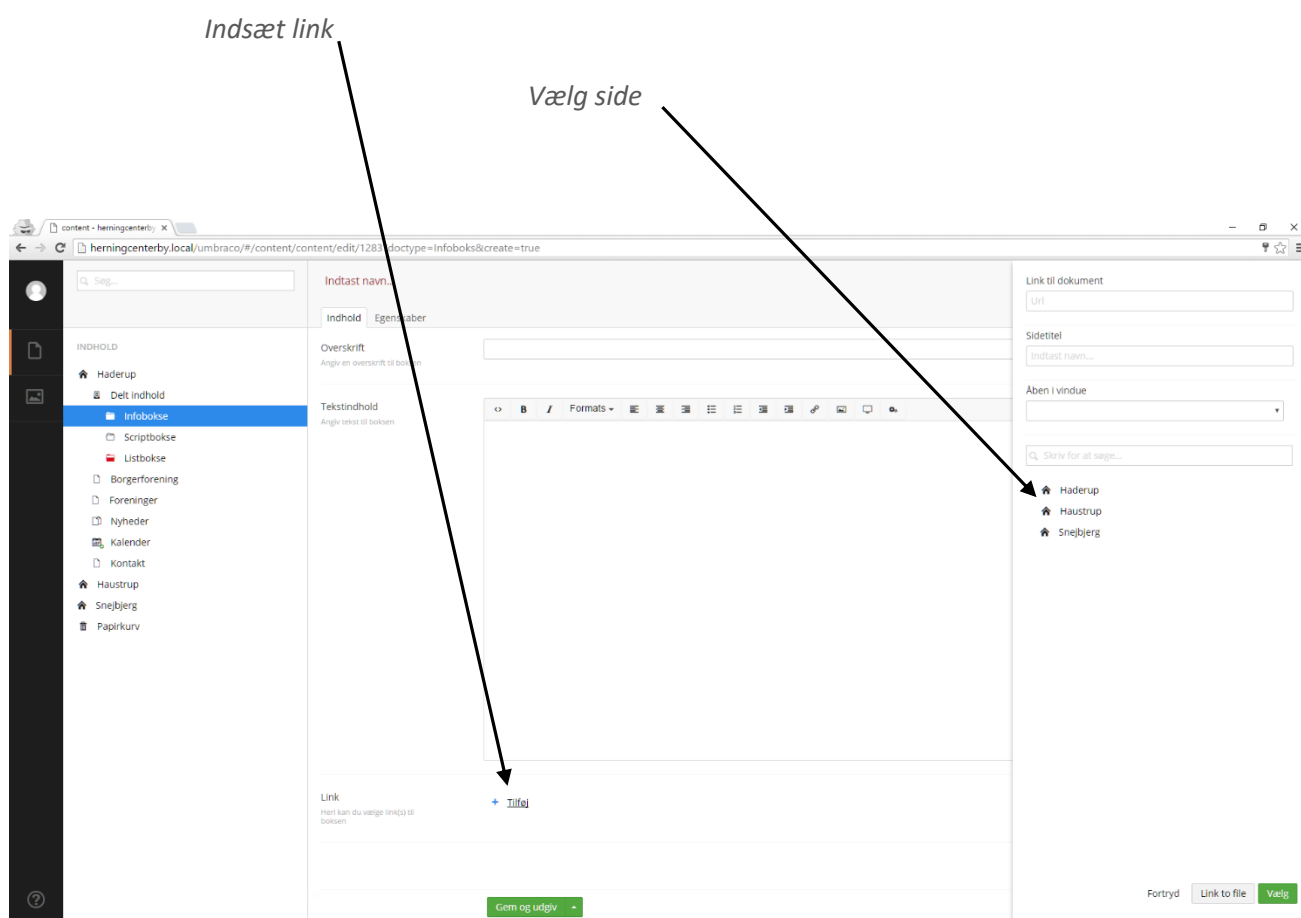 Indsæt link
Vælg side
content - herningcenterby
herningcenterby.local/umbraco/#/content/content/edit/1283?doctype=Infoboks&create=true
Søg...
INDHOLD
Haderup
Delt indhold
Infobokse
Scriptbokse
Listbokse
Borgerforening
Foreninger
Nyheder
Kalender
Kontakt
Haustrup
Snejbjerg
Papirkurv
Indtast navn...
Indhold Egenskaber
Overskrift
Angiv en overskrift til boksen
Tekstindhold
Angiv tekst til boksen
B I Formats
Link
Heri kan du vælge link(s) til
boksen
+ Tilføj
Gem og udgiv
Link til dokument
Url
Sidetitel
Indtast navn...
Åben i vindue
Skriv for at søge...
Haderup
Haustrup
Snejbjerg
Fortryd Link to file Vælg